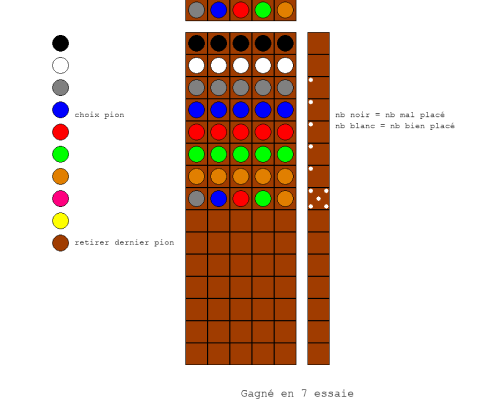 choix pion
nb noir = nb mal placé
nb blanc = nb bien placé
retirer dernier pion
Gagné en 7 essaie